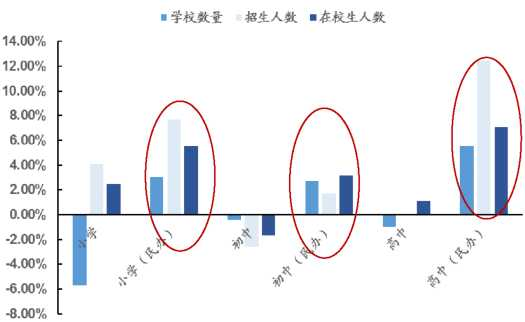 学校数量 招生人数 在校生人数
14.00%
12.00%
10.00%
8.00%
6.00%
4.00%
2.00%
0.00%
-2.00%
-4.00%
-6.00%
-8.00%
小学
小学（民办）
初中
初中（民办）
高中
高中（民办）